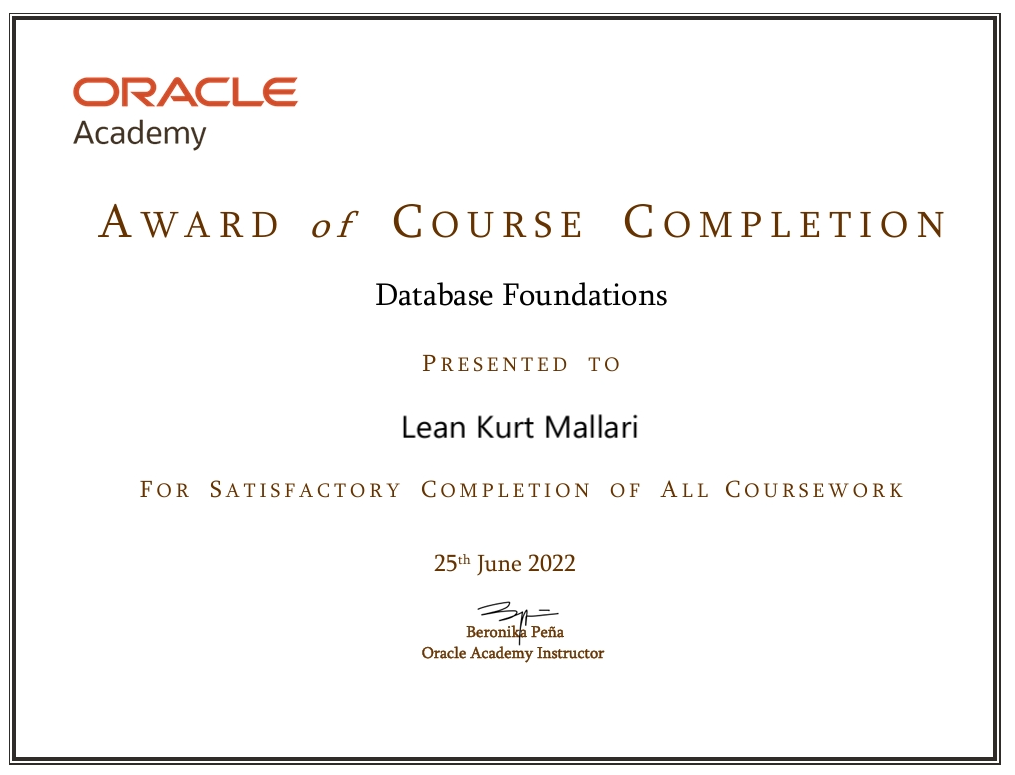 ORACLE
Academy
AWARD of COURSE COMPLETION
Database Foundations
PRESENTED TO
Lean Kurt Mallari
FOR SATISFACTORY COMPLETION OF ALL COURSEWORK
25th June 2022
Beronika Peña
Oracle Academy Instructor